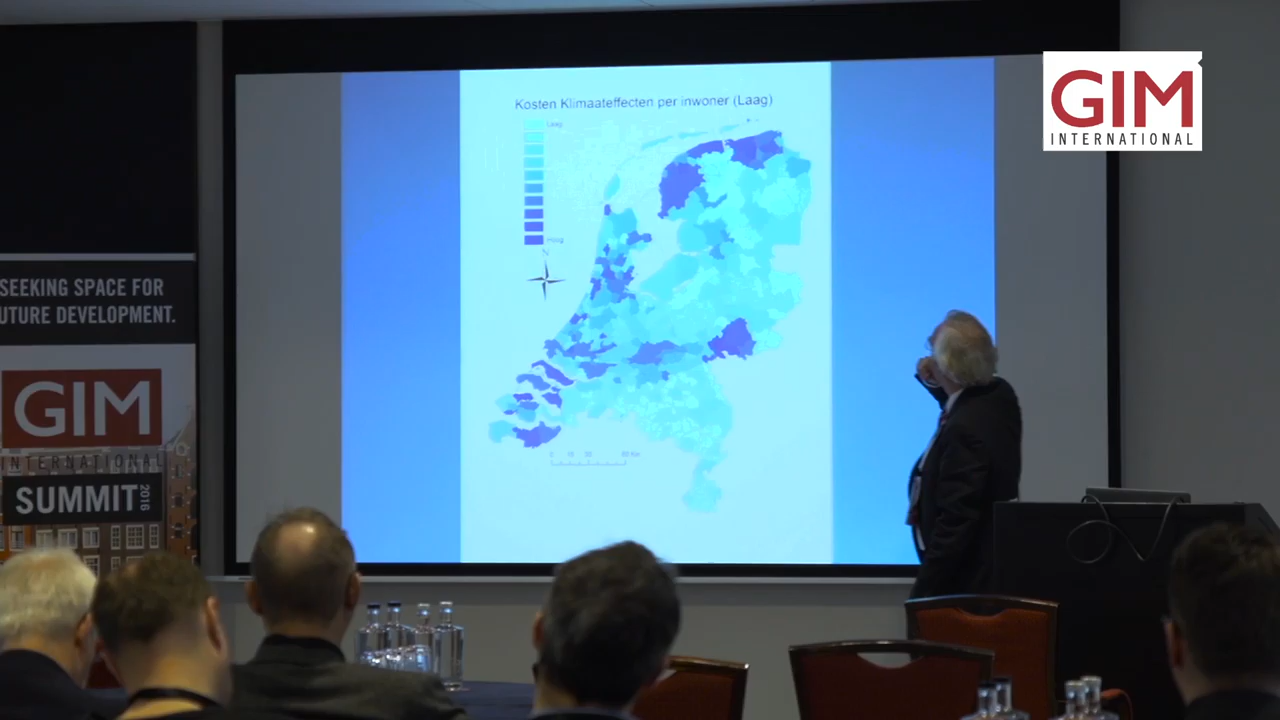 GIM
INTERNATIONAL
Kosten Klimaateffecten per inwoner (Laag)
Laag
Hoog
SEEKING SPACE FOR
UTURE DEVELOPMENT.
GIM
INTERNATIONAL
SUMMIT 2016